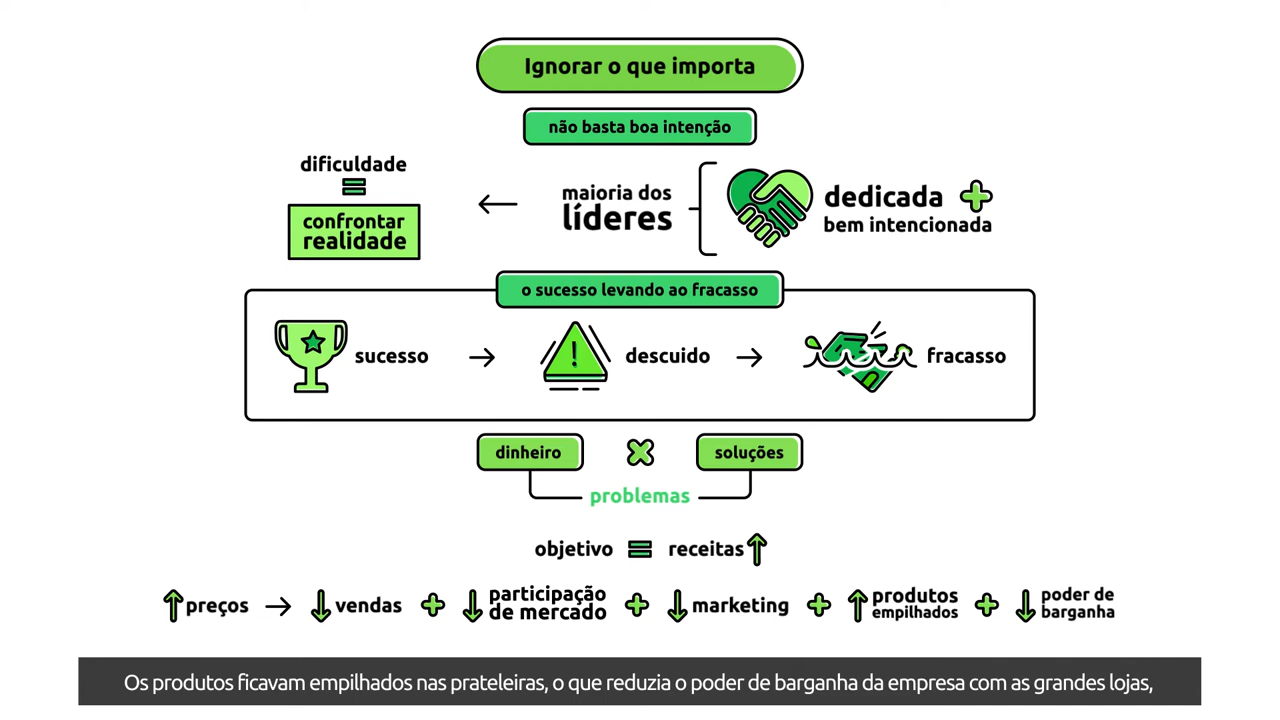 Ignorar o que importa
não basta boa intenção
dificuldade
confrontar
realidade
maioria dos
líderes
dedicada
bem intencionada
o sucesso levando ao fracasso
sucesso
descuido
fracasso
dinheiro
soluções
problemas
objetivo
receitas
preços
vendas
participação
de mercado
marketing
produtos
empilhados
poder de
barganha
Os produtos ficavam empilhados nas prateleiras, o que reduzia o poder de barganha da empresa com as grandes lojas,